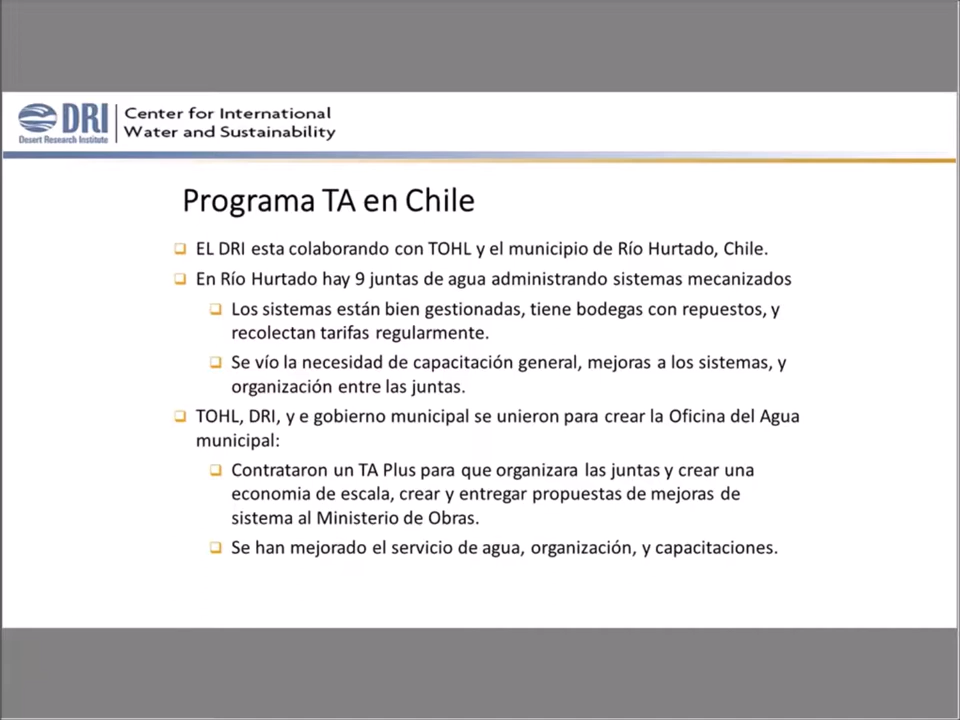 DRI
Desert Research Institute
Center for International
Water and Sustainability
Programa TA en Chile
EL DRI esta colaborando con TOHL y el municipio de Río Hurtado, Chile.
En Río Hurtado hay 9 juntas de agua administrando sistemas mecanizados
Los sistemas están bien gestionadas, tiene bodegas con repuestos, y
recolectan tarifas regularmente.
Se vío la necesidad de capacitación general, mejoras a los sistemas, y
organización entre las juntas.
TOHL, DRI, y e gobierno municipal se unieron para crear la Oficina del Agua
municipal:
Contrataron un TA Plus para que organizara las juntas y crear una
economia de escala, crear y entregar propuestas de mejoras de
sistema al Ministerio de Obras.
Se han mejorado el servicio de agua, organización, y capacitaciones.